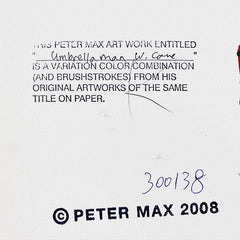 THIS PETER MAX ART WORK ENTITLED
"Umbrella man w. Cane"
IS A VARIATION COLOR/COMBINATION
(AND BRUSHSTROKES) FROM HIS
ORIGINAL ARTWORKS OF THE SAME
TITLE ON PAPER.
300138
© PETER MAX 2008